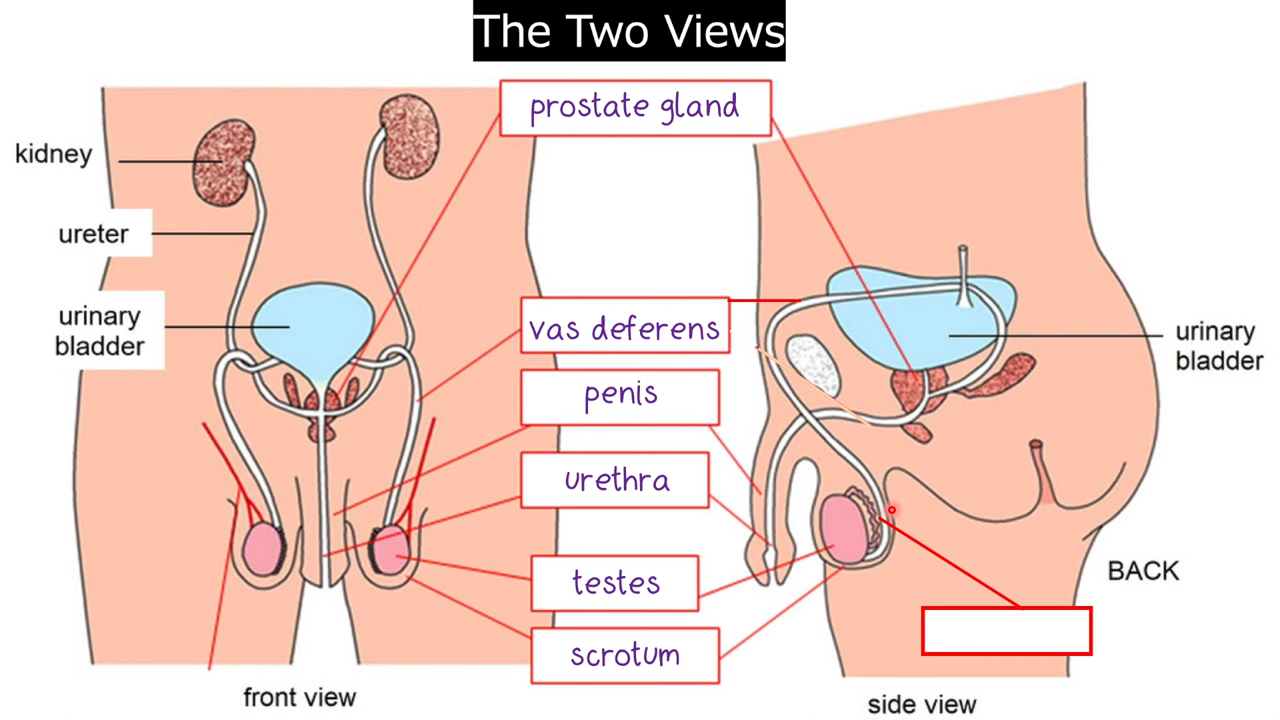 The Two Views
prostate gland
kidney
ureter
urinary
bladder
vas deferens
penis
urethra
testes
scrotum
urinary
bladder
BACK
front view
side view